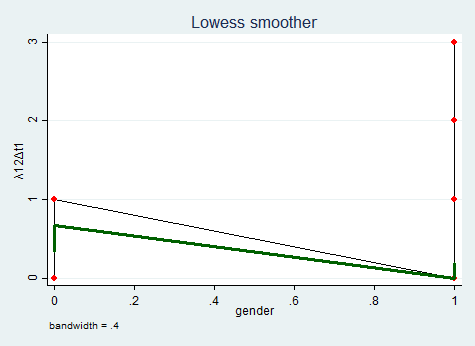 Lowess smoother
3
2
1
0
λ12Δt1
0 .2 .4 .6 .8 1
gender
bandwidth = .4